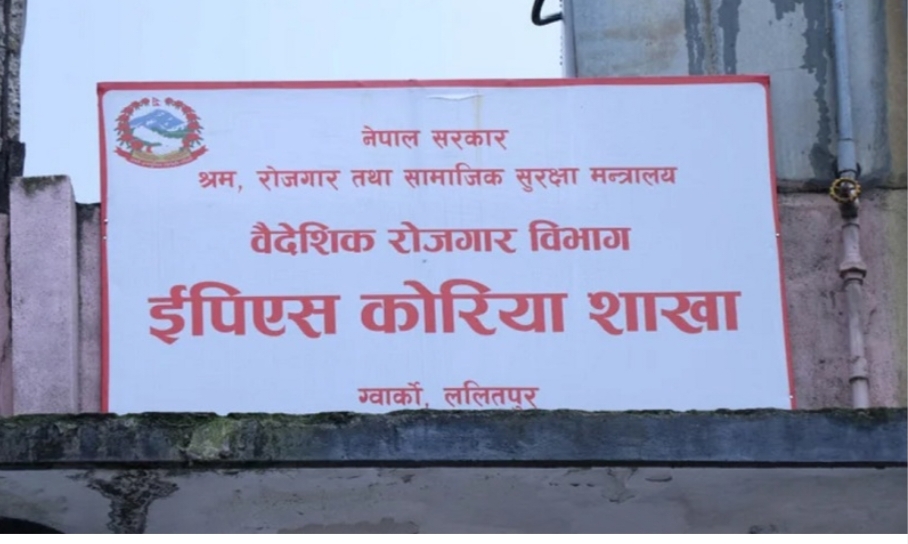 नेपाल सरकार
श्रम, रोजगार तथा सामाजिक सुरक्षा मन्त्रालय
वैदेशिक रोजगार विभाग
ईपिएस कोरिया शाखा
ग्वार्को, ललितपुर